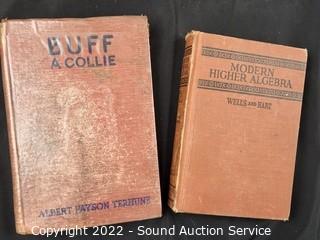 BUFF
A COLLIE
ALBERT PAYSON TERHUNE
MODERN
HIGHER ALGEBRA
WELLS AND HART
Copyright 2022 - Sound Auction Service